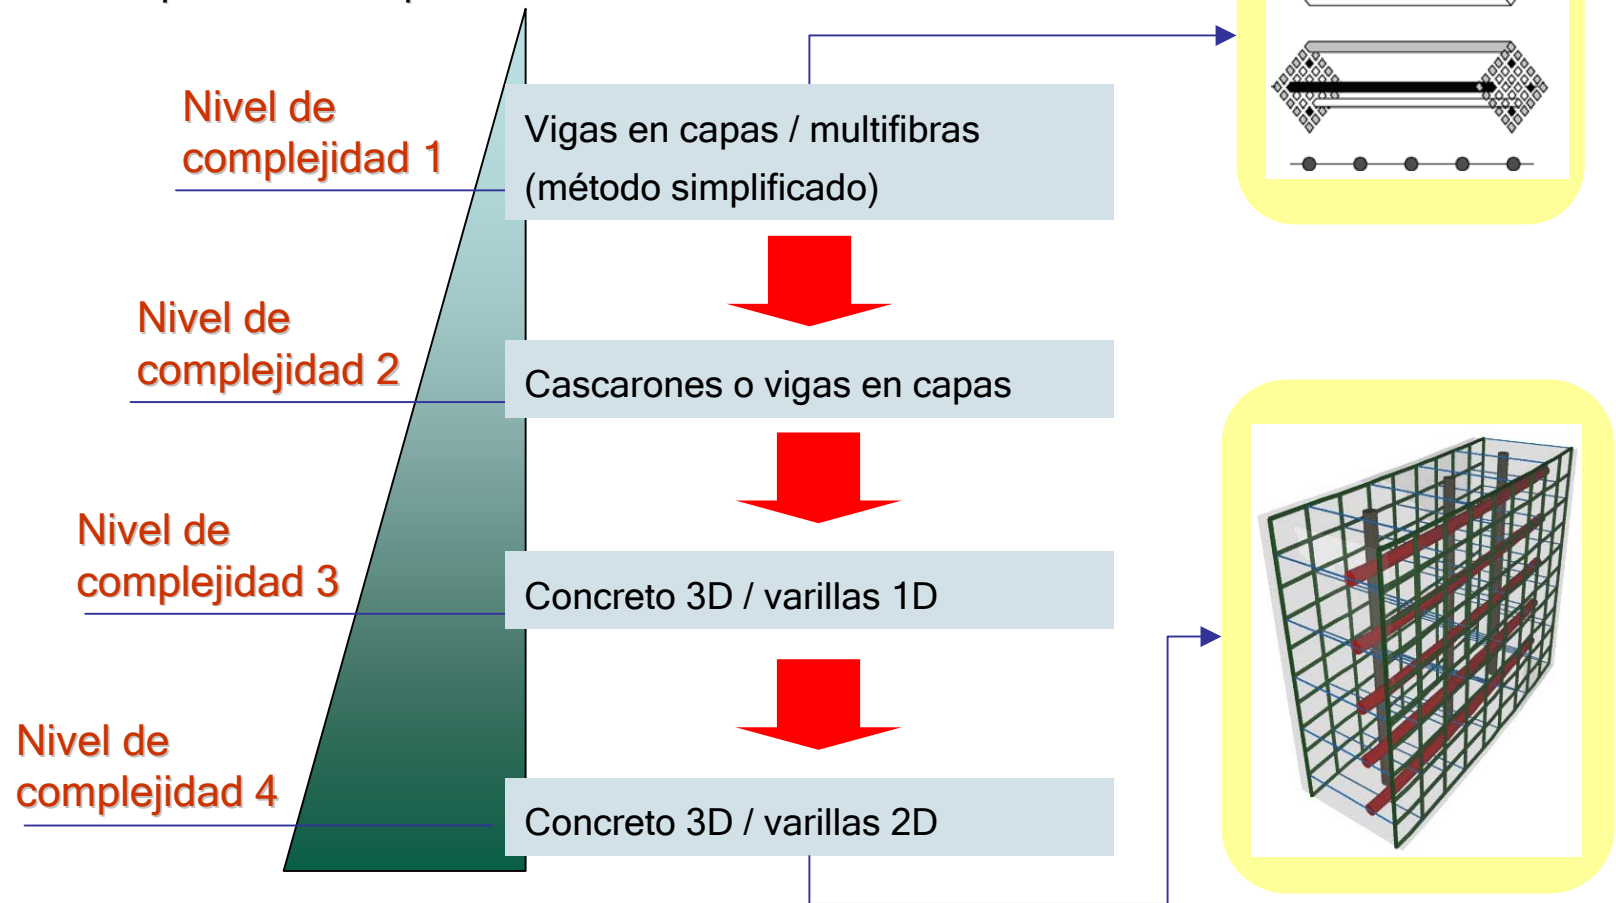 Nivel de
complejidad 1
Vigas en capas / multifibras
(método simplificado)
Nivel de
complejidad 2
Cascarones o vigas en capas
Nivel de
complejidad 3
Concreto 3D / varillas 1D
Nivel de
complejidad 4
Concreto 3D / varillas 2D